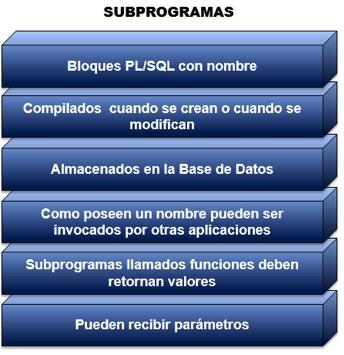 SUBPROGRAMAS
Bloques PL/SQL con nombre
Compilados cuando se crean o cuando se
modifican
Almacenados en la Base de Datos
Como poseen un nombre pueden ser
invocados por otras aplicaciones
Subprogramas llamados funciones deben
retornan valores
Pueden recibir parámetros